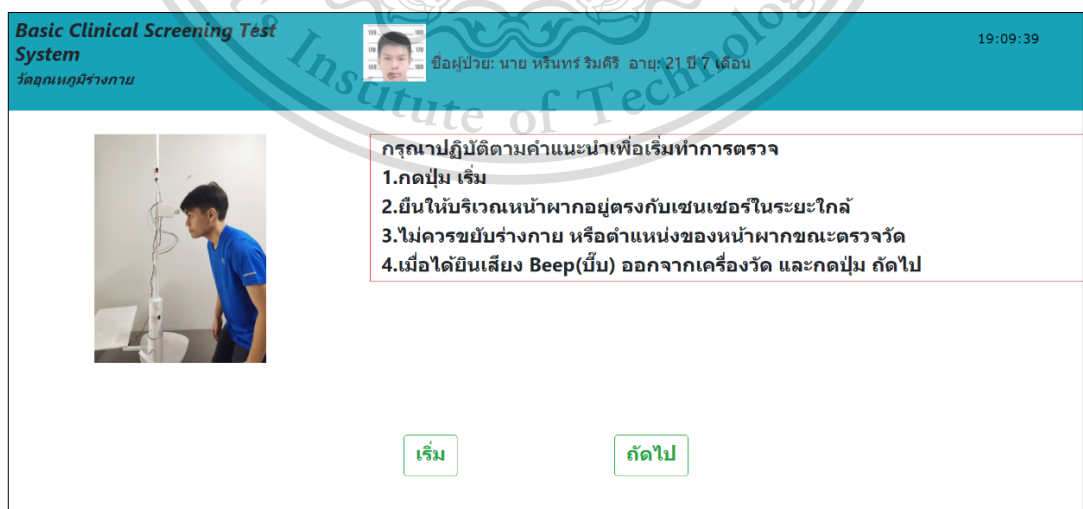 Basic Clinical Screening Test
System
วัดอุณหภูมิร่างกาย
ชื่อผู้ป่วย: นาย หรินทร์ ริมคีรี อายุ: 21 ปี 7 เดือน
19:09:39
Institute of Technolo
กรุณาปฏิบัติตามคำแนะนำเพื่อเริ่มทำการตรวจ
1.กดปุ่ม เริ่ม
2.ยืนให้บริเวณหน้าผากอยู่ตรงกับเซนเซอร์ในระยะใกล้
3.ไม่ควรขยับร่างกาย หรือตำแหน่งของหน้าผากขณะตรวจวัด
4.เมื่อได้ยินเสียง Beep(บี๊บ) ออกจากเครื่องวัด และกดปุ่ม ถัดไป
เริ่ม
ถัดไป